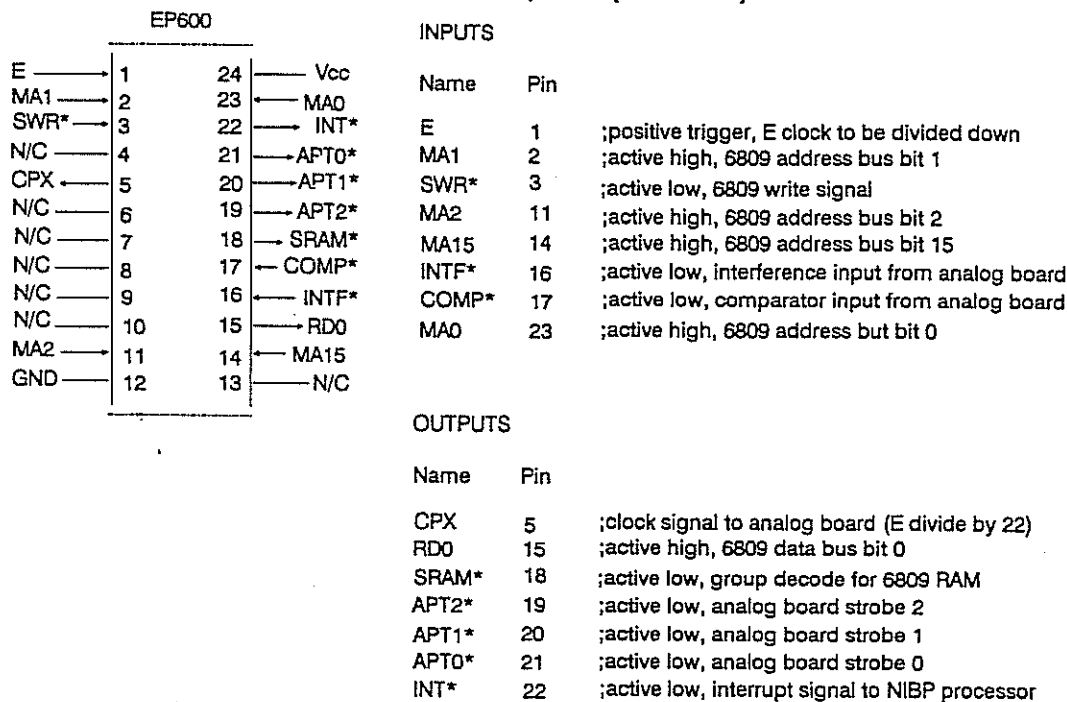 EP600
E 1 24 Vcc
MA1 2 23 MA0
SWR* 3 22 INT*
N/C 4 21 APT0*
CPX 5 20 APT1*
N/C 6 19 APT2*
N/C 7 18 SRAM*
N/C 8 17 COMP*
N/C 9 16 INTF*
N/C 10 15 RD0
MA2 11 14 MA15
GND 12 13 N/C
INPUTS
Name Pin
E 1 ;positive trigger, E clock to be divided down
MA1 2 ;active high, 6809 address bus bit 1
SWR* 3 ;active low, 6809 write signal
MA2 11 ;active high, 6809 address bus bit 2
MA15 14 ;active high, 6809 address bus bit 15
INTF* 16 ;active low, interference input from analog board
COMP* 17 ;active low, comparator input from analog board
MA0 23 ;active high, 6809 address but bit 0
OUTPUTS
Name Pin
CPX 5 ;clock signal to analog board (E divide by 22)
RD0 15 ;active high, 6809 data bus bit 0
SRAM* 18 ;active low, group decode for 6809 RAM
APT2* 19 ;active low, analog board strobe 2
APT1* 20 ;active low, analog board strobe 1
APT0* 21 ;active low, analog board strobe 0
INT* 22 ;active low, interrupt signal to NIBP processor